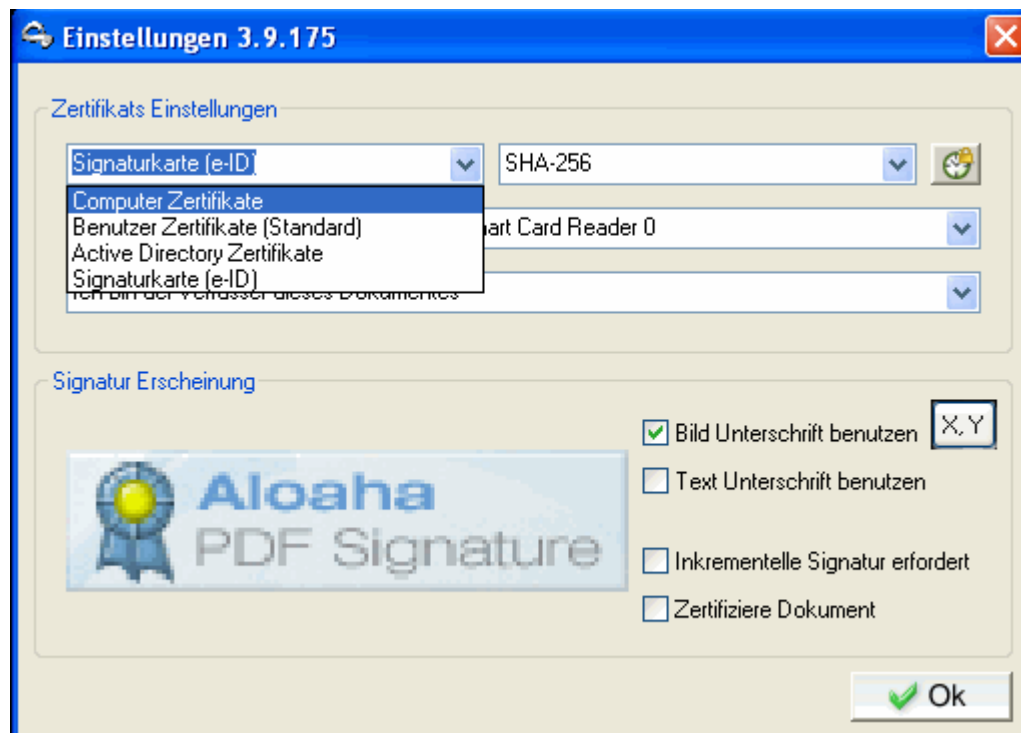 Einstellungen 3.9.175
Zertifikats Einstellungen
Signaturkarte (e-ID) SHA-256
Computer Zertifikate
Benutzer Zertifikate (Standard)
Active Directory Zertifikate
Signaturkarte (e-ID)
Card Reader 0
dieses Dokumentes
Signatur Erscheinung
Aloaha
PDF Signature
Bild Unterschrift benutzen X,Y
Text Unterschrift benutzen
Inkrementelle Signatur erfordert
Zertifiziere Dokument
Ok